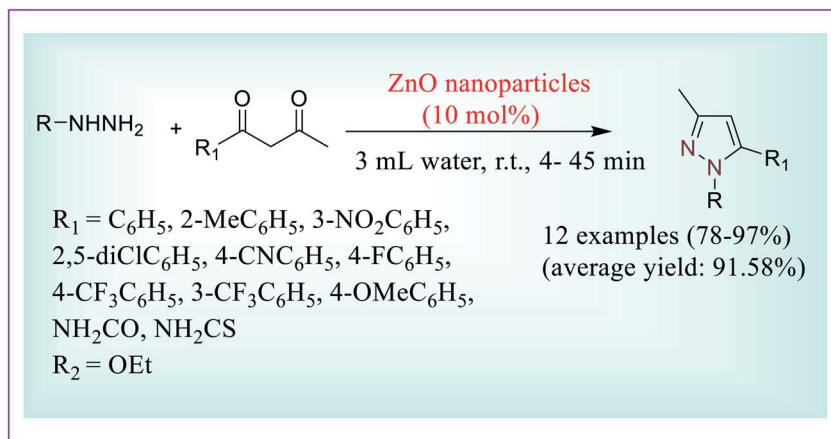 ZnO nanoparticles
(10 mol%)
R–NHNH₂ + R₁ O O
3 mL water, r.t., 4- 45 min
N N R R₁
R₁ = C₆H₅, 2-MeC₆H₅, 3-NO₂C₆H₅,
2,5-diClC₆H₅, 4-CNC₆H₅, 4-FC₆H₅,
4-CF₃C₆H₅, 3-CF₃C₆H₅, 4-OMeC₆H₅,
NH₂CO, NH₂CS
R₂ = OEt
12 examples (78-97%)
(average yield: 91.58%)